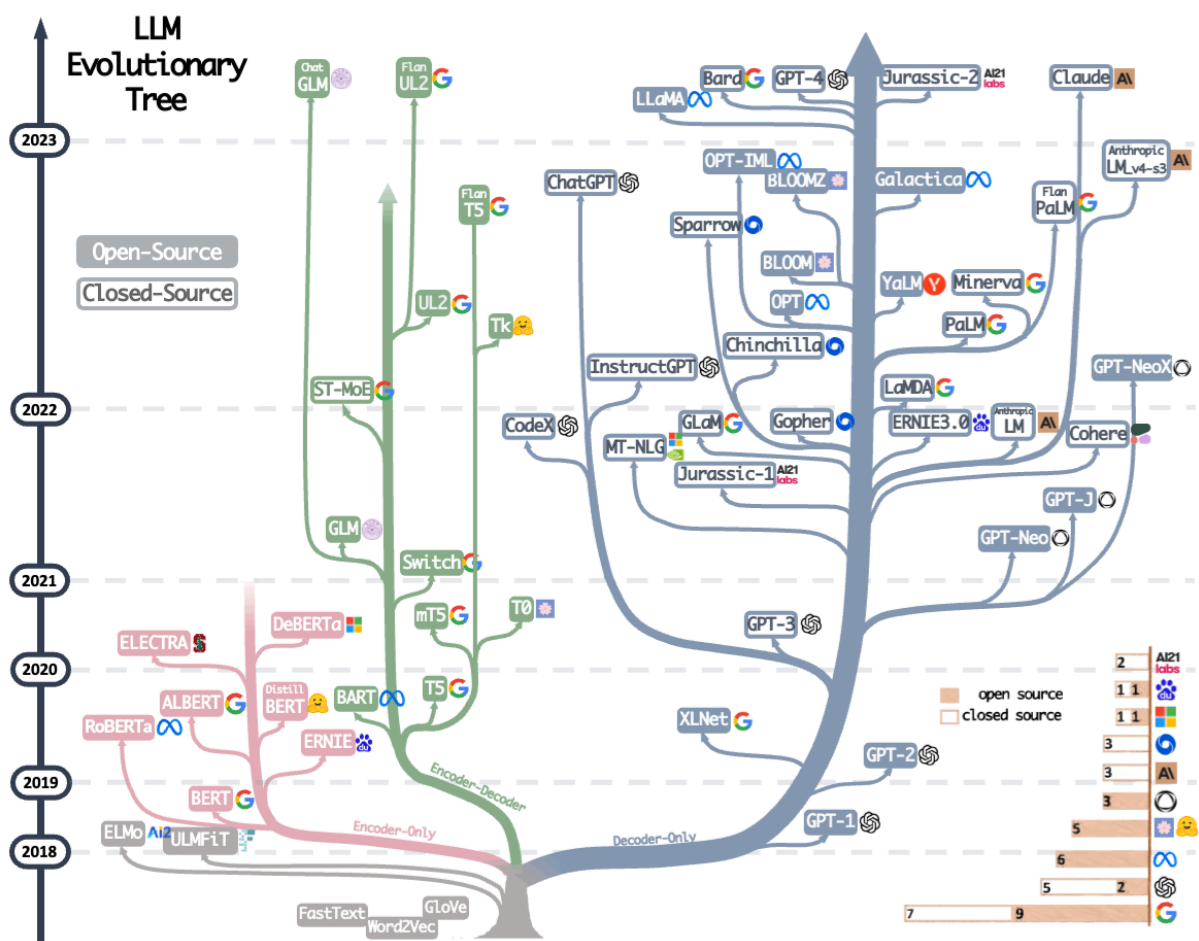 LLM
Evolutionary
Tree
2023
2022
2021
2020
2019
2018
Open-Source
Closed-Source
Chat
GLM
Flan
UL2
Flan
T5
UL2
Tk
ST-MoE
GLM
Switch
mT5
T0
T5
BART
Encoder-Decoder
DeBERTa
ELECTRA
ALBERT
Distill
BERT
RoBERTa
ERNIE
BERT
Encoder-Only
ELMo
Ai2
ULMFiT
FastText
Word2Vec
GloVe
Bard
GPT-4
Jurassic-2
AI21
labs
Claude
A\
LLaMA
OPT-IML
BLOOMZ
Galactica
Anthropic
LM_v4-s3
A\
ChatGPT
Flan
PaLM
Sparrow
BLOOM
YaLM
Y
Minerva
OPT
PaLM
Chinchilla
InstructGPT
GPT-NeoX
LaMDA
CodeX
GLaM
Gopher
ERNIE3.0
du
Anthropic
LM
A\
Cohere
MT-NLG
Jurassic-1
AI21
labs
GPT-J
GPT-Neo
GPT-3
XLNet
GPT-2
GPT-1
Decoder-Only
open source
closed source
2
AI21
labs
1 1
du
1 1
3
3
A\
3
5
6
5 2
7 9